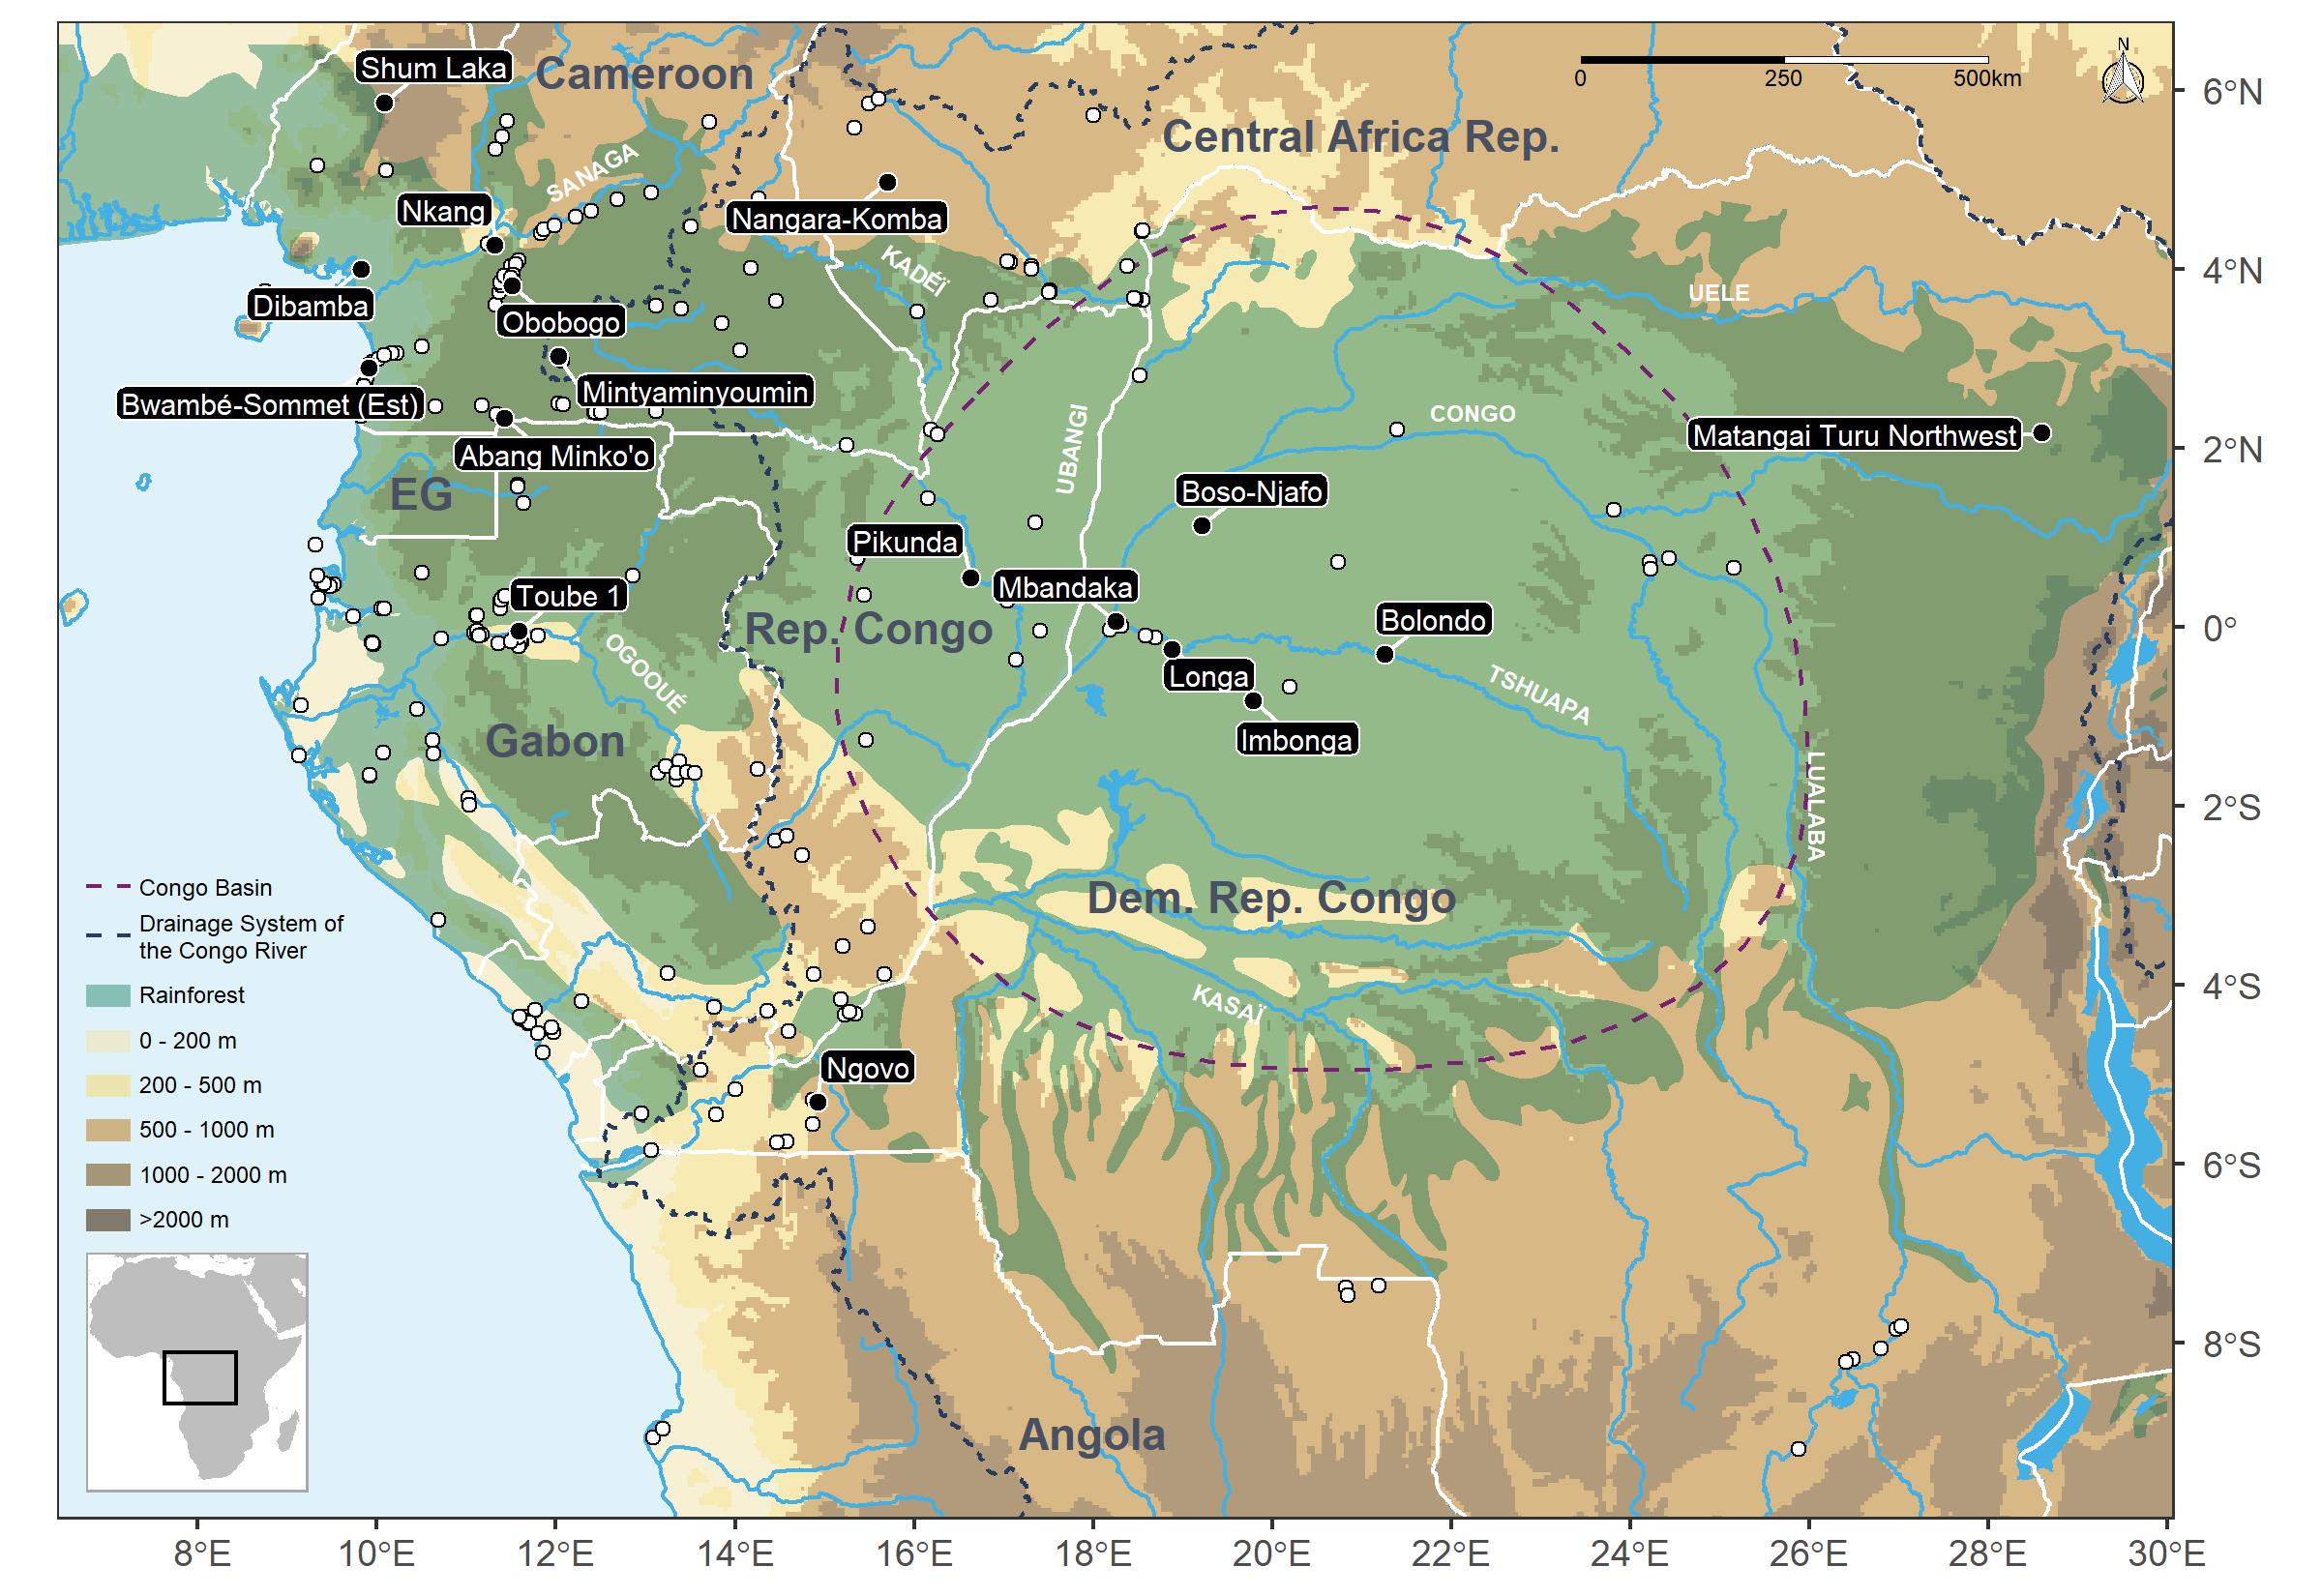 Shum Laka
Cameroon
N
0
250
500km
6°N
Central Africa Rep.
SANAGA
Nkang
Nangara-Komba
KADÉÏ
4°N
Dibamba
UELE
Obobogo
Mintyaminyoumin
Bwambé-Sommet (Est)
CONGO
Matangai Turu Northwest
2°N
Abang Minko'o
UBANGI
EG
Boso-Njafo
Pikunda
Mbandaka
Toube 1
Bolondo
0°
Rep. Congo
OGOOUÉ
Longa
TSHUAPA
Gabon
Imbonga
LUALABA
2°S
Congo Basin
Dem. Rep. Congo
Drainage System of
the Congo River
4°S
Rainforest
KASAÏ
0 - 200 m
Ngovo
200 - 500 m
500 - 1000 m
6°S
1000 - 2000 m
>2000 m
8°S
Angola
8°E
10°E
12°E
14°E
16°E
18°E
20°E
22°E
24°E
26°E
28°E
30°E